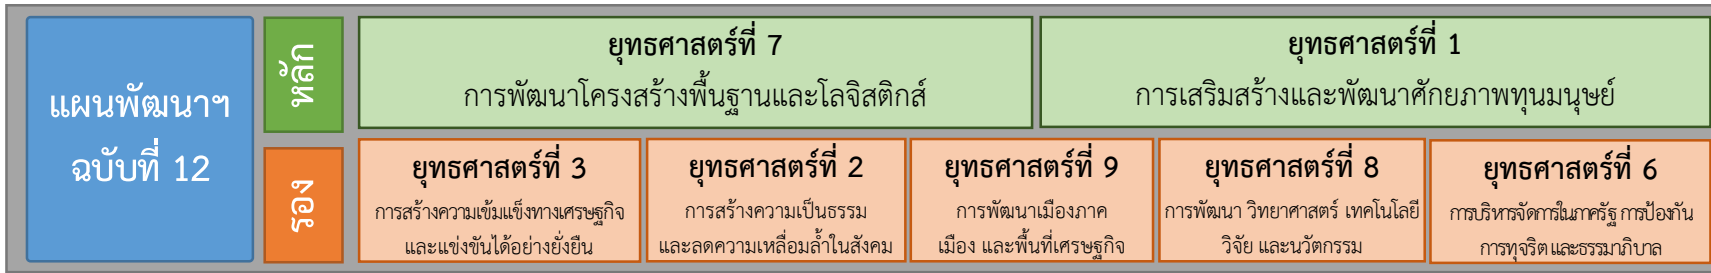 แผนพัฒนาฯ
ฉบับที่ 12
หลัก
ยุทธศาสตร์ที่ 7
การพัฒนาโครงสร้างพื้นฐานและโลจิสติกส์
ยุทธศาสตร์ที่ 1
การเสริมสร้างและพัฒนาศักยภาพทุนมนุษย์
รอง
ยุทธศาสตร์ที่ 3
การสร้างความเข้มแข็งทางเศรษฐกิจ
และแข่งขันได้อย่างยั่งยืน
ยุทธศาสตร์ที่ 2
การสร้างความเป็นธรรม
และลดความเหลื่อมล้ำในสังคม
ยุทธศาสตร์ที่ 9
การพัฒนาเมืองภาค
เมือง และพื้นที่เศรษฐกิจ
ยุทธศาสตร์ที่ 8
การพัฒนา วิทยาศาสตร์ เทคโนโลยี
วิจัย และนวัตกรรม
ยุทธศาสตร์ที่ 6
การบริหารจัดการในภาครัฐ การป้องกัน
การทุจริต และธรรมาภิบาล